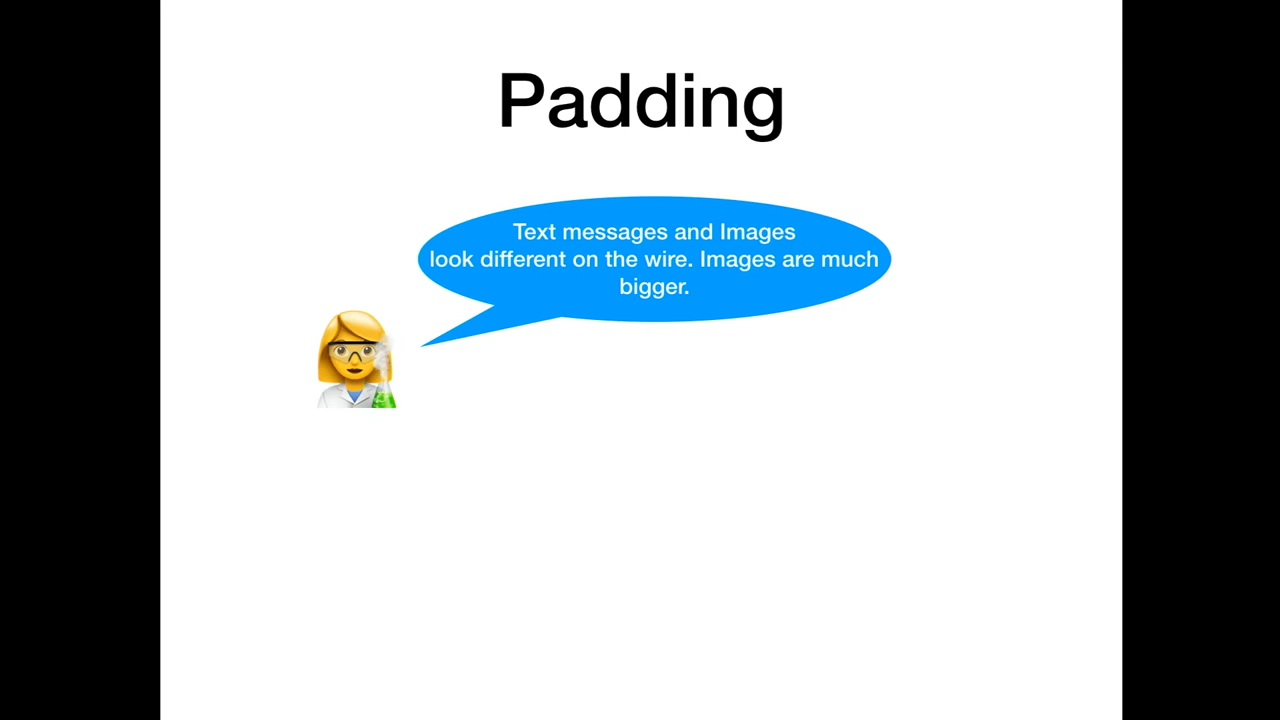 Padding
Text messages and Images
look different on the wire. Images are much
bigger.